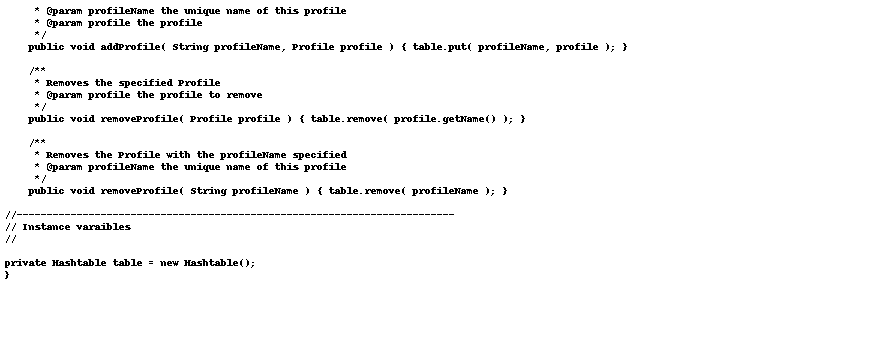 * @param profileName the unique name of this profile
* @param profile the profile
*/
public void addProfile( String profileName, Profile profile ) { table.put( profileName, profile ); }
/**
* Removes the specified Profile
* @param profile the profile to remove
*/
public void removeProfile( Profile profile ) { table.remove( profile.getName() ); }
/**
* Removes the Profile with the profileName specified
* @param profileName the unique name of this profile
*/
public void removeProfile( String profileName ) { table.remove( profileName ); }
//-------------------------------------------------------------------------
// Instance varaibles
//
private Hashtable table = new Hashtable();
}